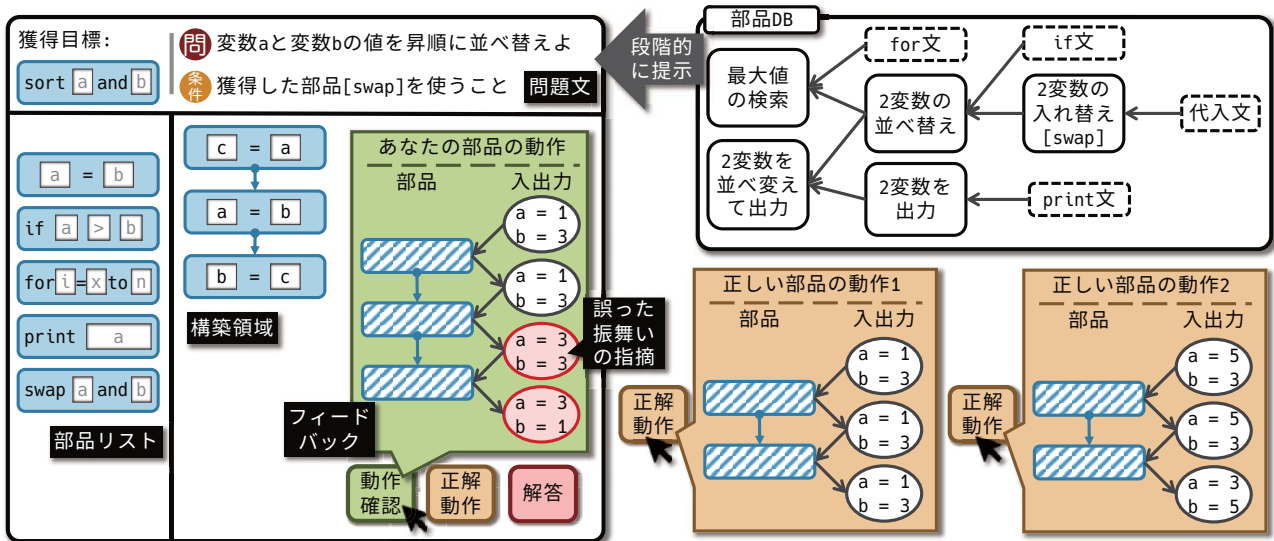 獲得目標:
sort a and b
問 変数aと変数bの値を昇順に並べ替えよ
条件 獲得した部品[swap]を使うこと
問題文
a = b
if a > b
for i = x to n
print a
swap a and b
部品リスト
c = a
a = b
b = c
構築領域
あなたの部品の動作
部品 入出力
a = 1
b = 3
a = 1
b = 3
a = 3
b = 3
a = 3
b = 1
誤った
振舞い
の指摘
フィード
バック
動作
確認
正解
動作
解答
段階的
に提示
部品DB
最大値
の検索
for文
if文
2変数の
並べ替え
2変数の
入れ替え
[swap]
代入文
2変数を
並べ変え
て出力
2変数を
出力
print文
正解
動作
正しい部品の動作1
部品 入出力
a = 1
b = 3
a = 1
b = 3
a = 1
b = 3
正解
動作
正しい部品の動作2
部品 入出力
a = 5
b = 3
a = 5
b = 3
a = 3
b = 5